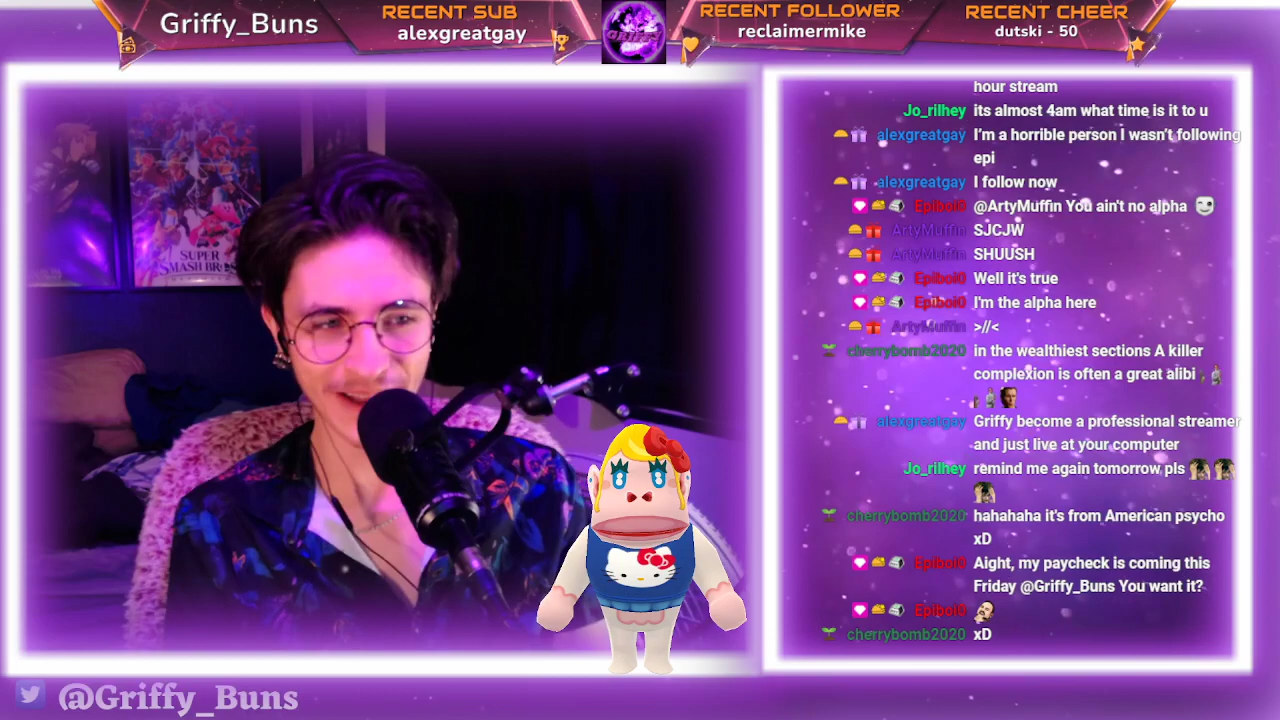 Griffy_Buns
RECENT SUB
alexgreatgay
GRIFFY
RECENT FOLLOWER
reclaimermike
RECENT CHEER
dutski - 50
SUPER
SMASH BROS
hour stream
Jo_rilhey its almost 4am what time is it to u
alexgreatgay I'm a horrible person I wasn't following
epi
alexgreatgay I follow now
Epiboi0 @ArtyMuffin You ain't no alpha
ArtyMuffin SJCJW
ArtyMuffin SHUUSH
Epiboi0 Well it's true
Epiboi0 I'm the alpha here
ArtyMuffin >//<
cherrybomb2020 in the wealthiest sections A killer
complexion is often a great alibi
alexgreatgay Griffy become a professional streamer
and just live at your computer
Jo_rilhey remind me again tomorrow pls
cherrybomb2020 hahahaha it's from American psycho
xD
Epiboi0 Aight, my paycheck is coming this
Friday @Griffy_Buns You want it?
Epiboi0
cherrybomb2020 xD
@Griffy_Buns